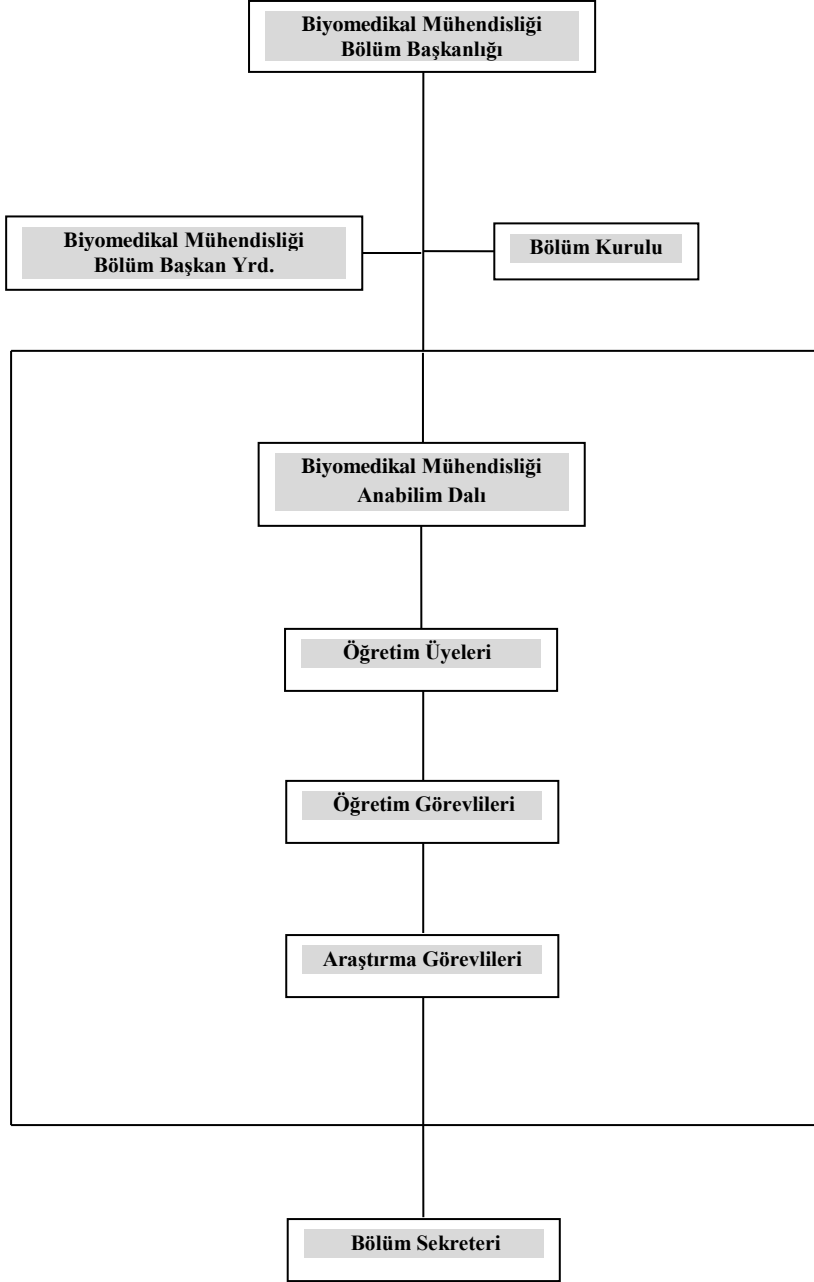 Biyomedikal Mühendisliği
Bölüm Başkanlığı
Biyomedikal Mühendisliği
Bölüm Başkan Yrd.
Bölüm Kurulu
Biyomedikal Mühendisliği
Anabilim Dalı
Öğretim Üyeleri
Öğretim Görevlileri
Araştırma Görevlileri
Bölüm Sekreteri